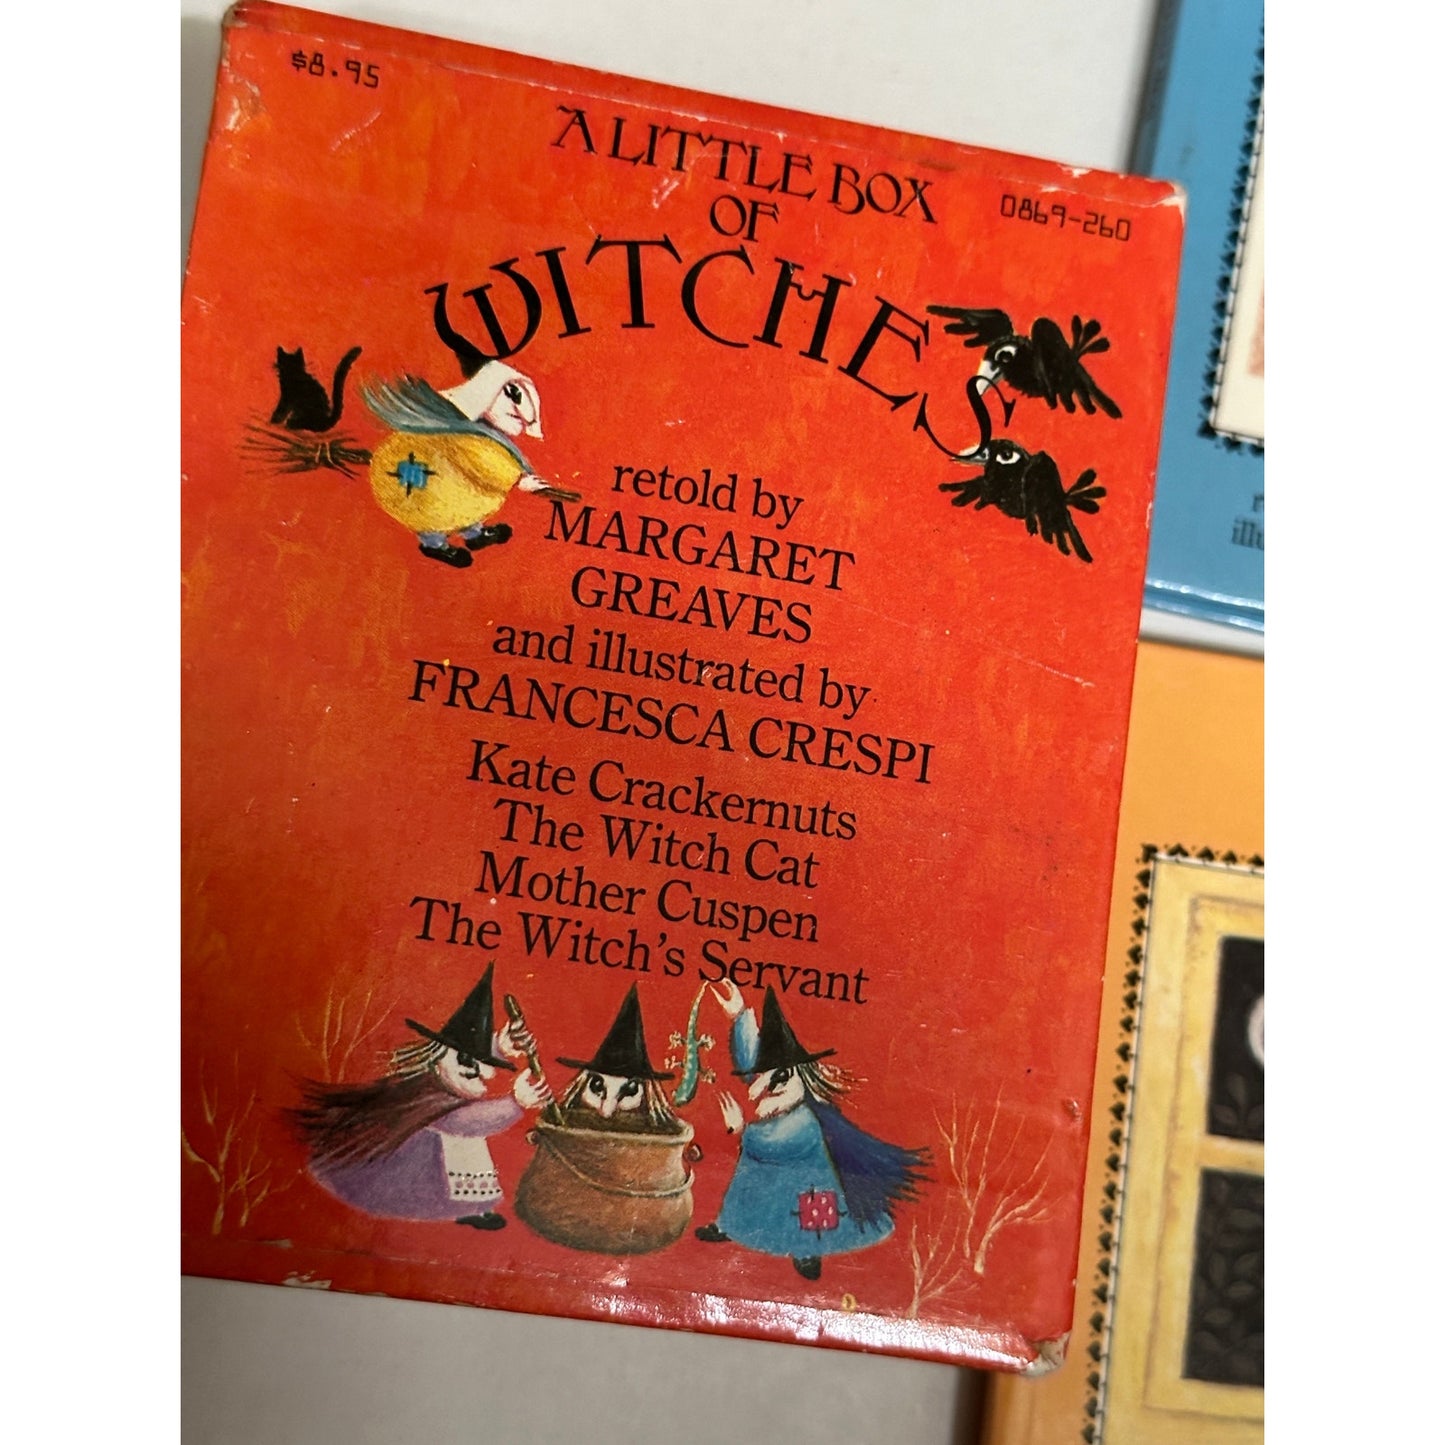 $8.95
A LITTLE BOX
OF
0869-260
WITCHES
retold by
MARGARET
GREAVES
and illustrated by
FRANCESCA CRESPI
Kate Crackernuts
The Witch Cat
Mother Cuspen
The Witch's Servant